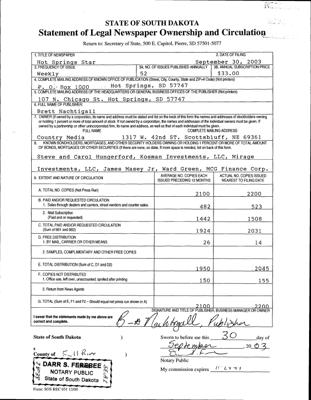 STATE OF SOUTH DAKOTA
Statement of Legal Newspaper Ownership and Circulation
Return to: Secretary of State, 500 E. Capitol, Pierre, SD 57501-5077
1. TITLE OF NEWSPAPER 2. DATE OF FILING
Hot Springs Star September 30, 2003
3. FREQUENCY OF ISSUE 3A. NO. OF ISSUES PUBLISHED ANNUALLY 3B. ANNUAL SUBSCRIPTION PRICE
Weekly 52 $33.00
4. COMPLETE MAILING ADDRESS OF KNOWN OFFICE OF PUBLICATION (Street, City, County, State and ZIP+4 Code) (Not printers)
P. O. Box 1000 Hot Springs, SD 57747
5. COMPLETE MAILING ADDRESS OF THE HEADQUARTERS OR GENERAL BUSINESS OFFICES OF THE PUBLISHER (Not printers)
107 N. Chicago St. Hot Springs, SD 57747
6. FULL NAME OF PUBLISHER:
Brett Nachtigall
7. OWNER (If owned by a corporation, its name and address must be stated and list on the back of this form the names and addresses of stockholders owning
or holding 1 percent or more of total amount of stock. If not owned by a corporation, the names and addresses of the individual owners must be given. If
owned by a partnership or other unincorporated firm, its name and address, as well as that of each individual must be given.
FULL NAME COMPLETE MAILING ADDRESS
Country Media 1317 W. 42nd ST. Scottsbluff, NE 69361
8. KNOWN BONDHOLDERS, MORTGAGEES, AND OTHER SECURITY HOLDERS OWNING OR HOLDING 1 PERCENT OR MORE OF TOTAL AMOUNT
OF BONDS, MORTGAGES OR OTHER SECURITIES (If there are none, so state) If more space is needed, list on back of this form.
Steve and Carol Hungerford, Kosman Investments, LLC, Mirage
Investments, LLC, James Masey Jr, Ward Green, MCG Finance Corp.
9. EXTENT AND NATURE OF CIRCULATION AVERAGE NO. COPIES EACH ISSUED PRECEDING 12 MONTHS ACTUAL NO. COPIES ISSUED NEAREST TO FILING DATE
A. TOTAL NO. COPIES (Net Press Run) 2100 2200
B. PAID AND/OR REQUESTED CIRCULATION
1. Sales through dealers and carriers, street vendors and counter sales. 482 523
2. Mail Subscription
(Paid and or requested) 1442 1508
C. TOTAL PAID AND/OR REQUESTED CIRCULATION
(Sum of 9B1 and 9B2) 1924 2031
D. FREE DISTRIBUTION
1. BY MAIL, CARRIER OR OTHER MEANS 26 14
2. SAMPLES, COMPLIMENTARY AND OTHER FREE COPIES
E. TOTAL DISTRIBUTION (Sum of C, D1 and D2) 1950 2045
F. COPIES NOT DISTRIBUTED
1. Office use, left over, unaccounted, spoiled after printing 150 155
2. Return from News Agents
G. TOTAL (Sum of E, F1 and F2 – Should equal net press run shown in A) 2100 2200
SIGNATURE AND TITLE OF PUBLISHER, BUSINESS MANAGER OR OWNER
I swear that the statements made by me above are
correct and complete. Nachtigall, Publisher
State of South Dakota ) Sworn to before me this 30 day of
September, 20 03
County of Fall River )
DARR S. FEREBEE
NOTARY PUBLIC
State of South Dakota
Notary Public
My commission expires
Form: SOS REC 051 12/00